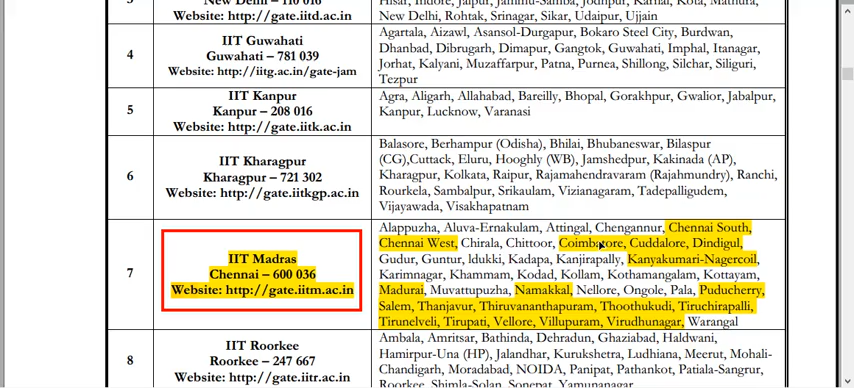 3
New Delhi – 110 016
Website: http://gate.iitd.ac.in
Hisar, Indore, Jaipur, Jammu-Samba, Jodhpur, Karnal, Kota, Mathura,
New Delhi, Rohtak, Srinagar, Sikar, Udaipur, Ujjain
4
IIT Guwahati
Guwahati – 781 039
Website: http://iitg.ac.in/gate-jam
Agartala, Aizawl, Asansol-Durgapur, Bokaro Steel City, Burdwan,
Dhanbad, Dibrugarh, Dimapur, Gangtok, Guwahati, Imphal, Itanagar,
Jorhat, Kalyani, Muzaffarpur, Patna, Purnea, Shillong, Silchar, Siliguri,
Tezpur
5
IIT Kanpur
Kanpur – 208 016
Website: http://gate.iitk.ac.in
Agra, Aligarh, Allahabad, Bareilly, Bhopal, Gorakhpur, Gwalior, Jabalpur,
Kanpur, Lucknow, Varanasi
6
IIT Kharagpur
Kharagpur – 721 302
Website: http://gate.iitkgp.ac.in
Balasore, Berhampur (Odisha), Bhilai, Bhubaneswar, Bilaspur
(CG),Cuttack, Eluru, Hooghly (WB), Jamshedpur, Kakinada (AP),
Kharagpur, Kolkata, Raipur, Rajamahendravaram (Rajahmundry), Ranchi,
Rourkela, Sambalpur, Srikaulam, Vizianagaram, Tadepalligudem,
Vijayawada, Visakhapatnam
7
IIT Madras
Chennai – 600 036
Website: http://gate.iitm.ac.in
Alappuzha, Aluva-Ernakulam, Attingal, Chengannur, Chennai South,
Chennai West, Chirala, Chittoor, Coimbatore, Cuddalore, Dindigul,
Gudur, Guntur, Idukki, Kadapa, Kanjirapally, Kanyakumari-Nagercoil,
Karimnagar, Khammam, Kodad, Kollam, Kothamangalam, Kottayam,
Madurai, Muvattupuzha, Namakkal, Nellore, Ongole, Pala, Puducherry,
Salem, Thanjavur, Thiruvananthapuram, Thoothukudi, Tiruchirapalli,
Tirunelveli, Tirupati, Vellore, Villupuram, Virudhunagar, Warangal
8
IIT Roorkee
Roorkee – 247 667
Website: http://gate.iitr.ac.in
Ambala, Amritsar, Bathinda, Dehradun, Ghaziabad, Haldwani,
Hamirpur-Una (HP), Jalandhar, Kurukshetra, Ludhiana, Meerut, Mohali-
Chandigarh, Moradabad, NOIDA, Panipat, Pathankot, Patiala-Sangrur,
Roorkee, Shimla-Solan, Sonepat, Yamunanagar